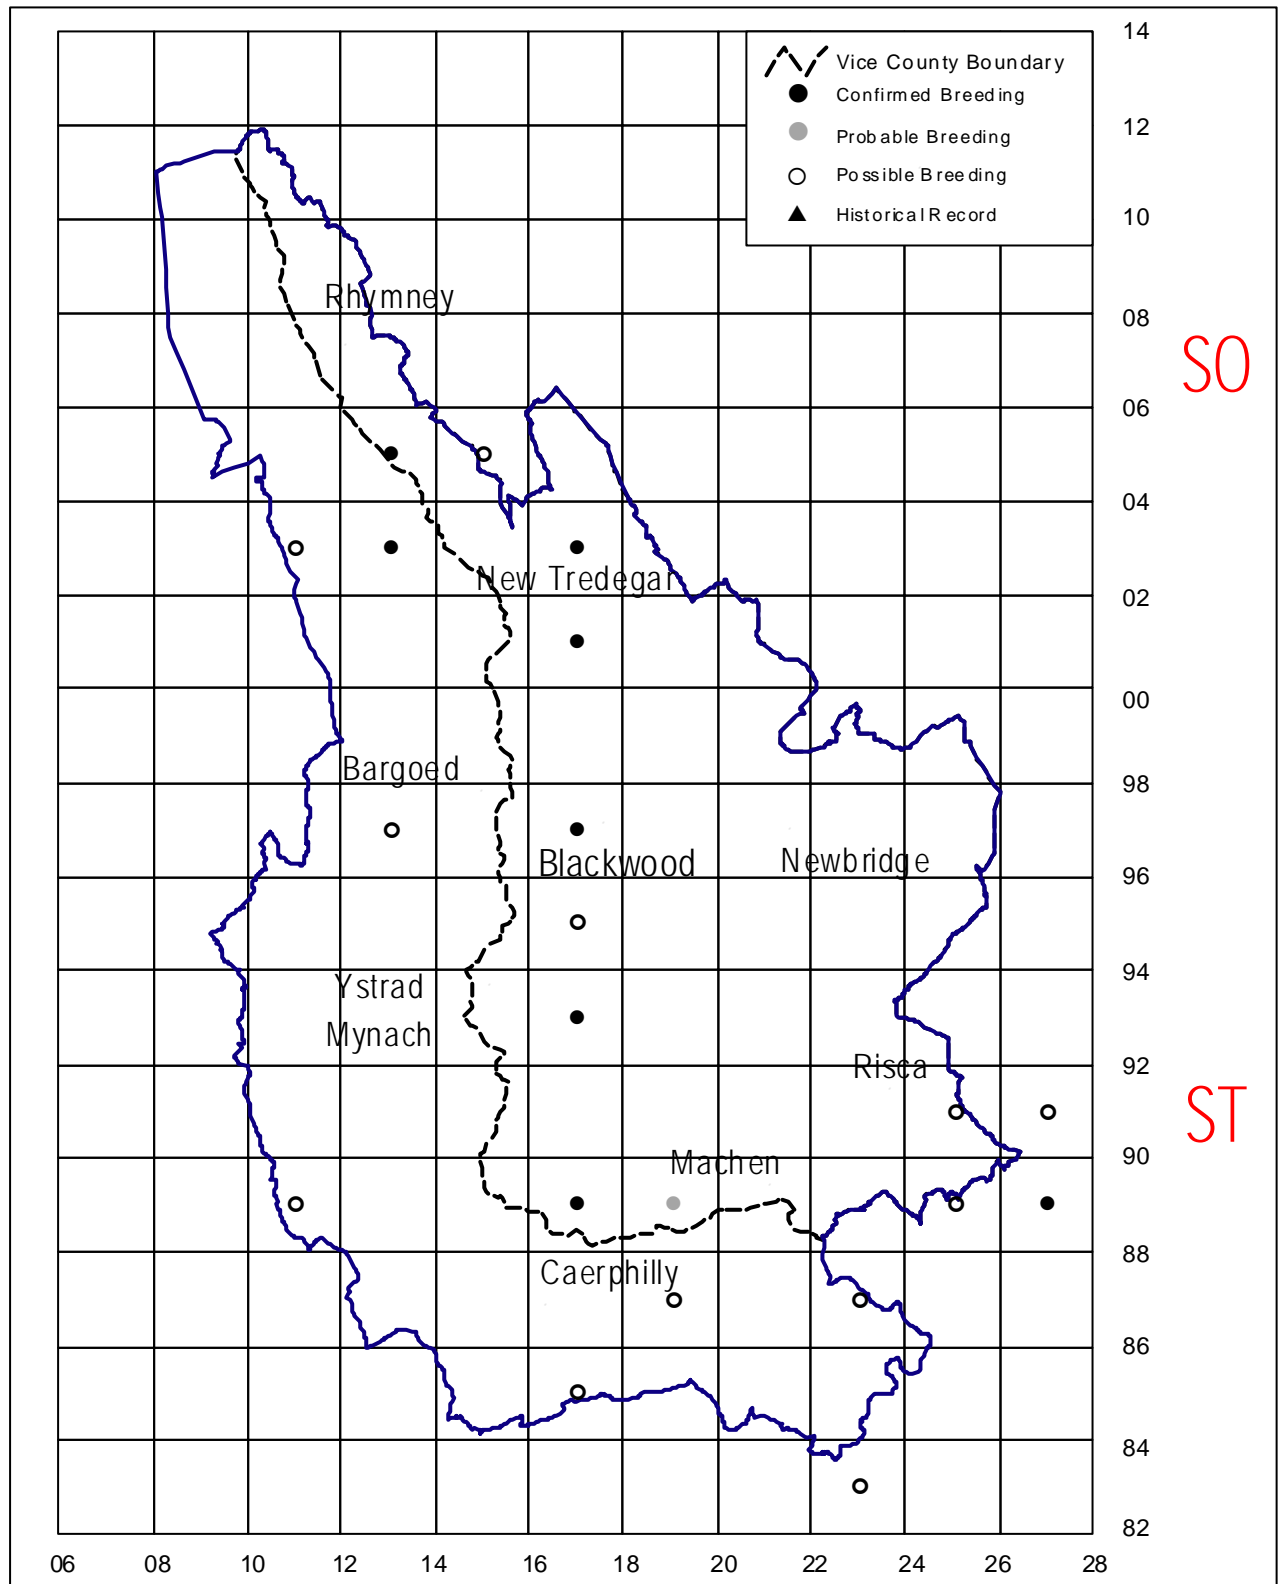 14
Vice County Boundary
Confirmed Breeding
Probable Breeding
Possible Breeding
Historical Record
12
10
Rhymney
08
SO
06
04
New Tredegar
02
00
Bargoed
98
Blackwood
Newbridge
96
Ystrad
Mynach
94
Risca
92
ST
Machen
90
Caerphilly
88
86
84
82
06 08 10 12 14 16 18 20 22 24 26 28